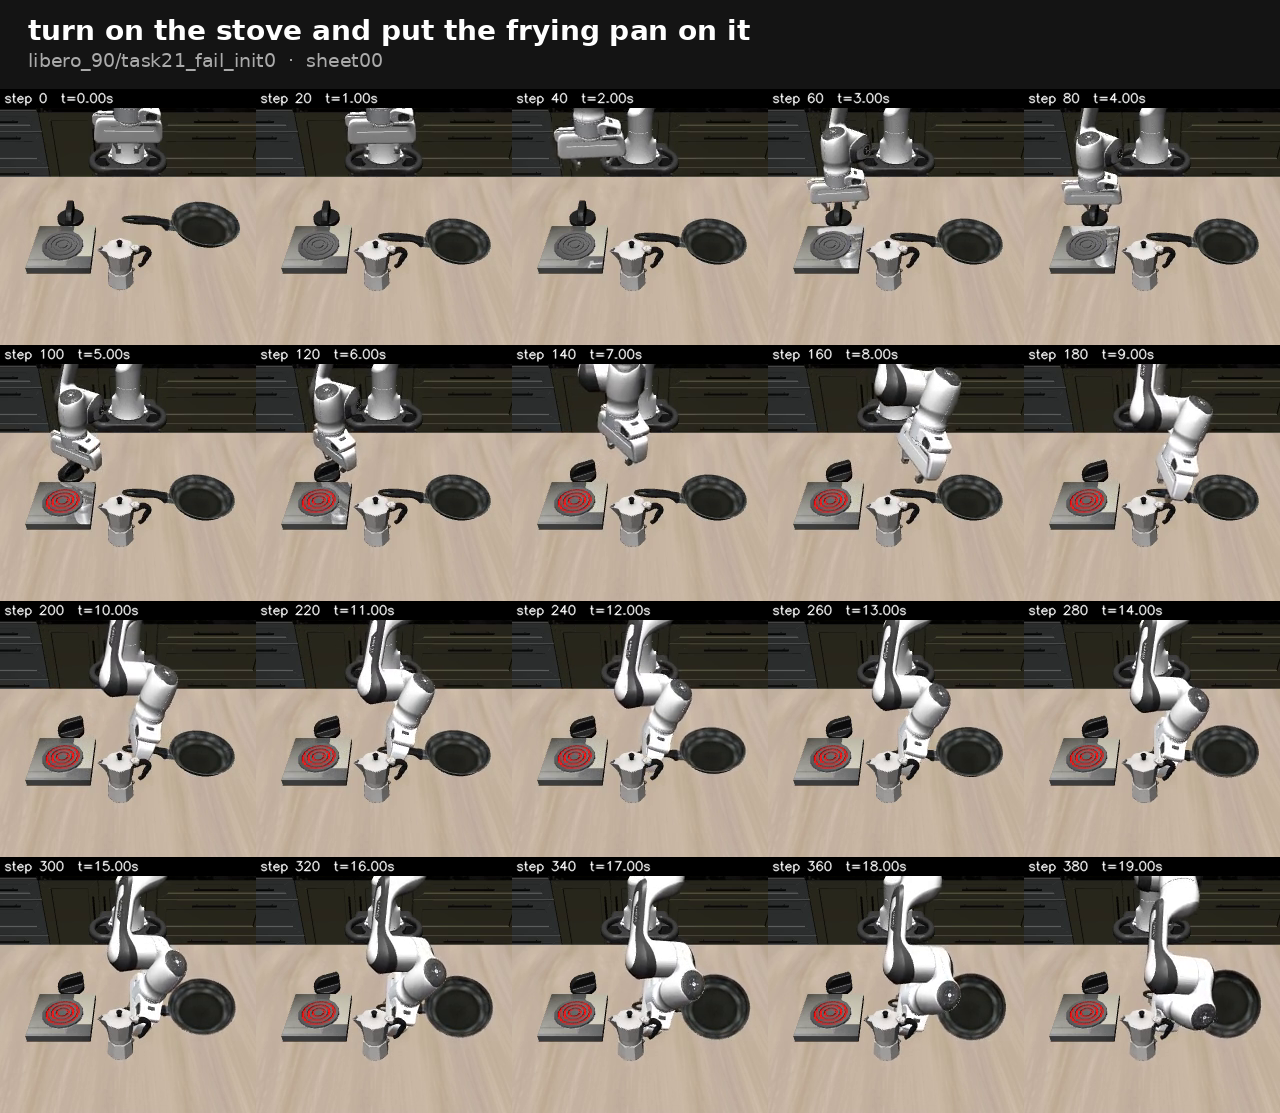 turn on the stove and put the frying pan on it
libero_90/task21_fail_init0 · sheet00
step 0 t=0.00s
step 20 t=1.00s
step 40 t=2.00s
step 60 t=3.00s
step 80 t=4.00s
step 100 t=5.00s
step 120 t=6.00s
step 140 t=7.00s
step 160 t=8.00s
step 180 t=9.00s
step 200 t=10.00s
step 220 t=11.00s
step 240 t=12.00s
step 260 t=13.00s
step 280 t=14.00s
step 300 t=15.00s
step 320 t=16.00s
step 340 t=17.00s
step 360 t=18.00s
step 380 t=19.00s